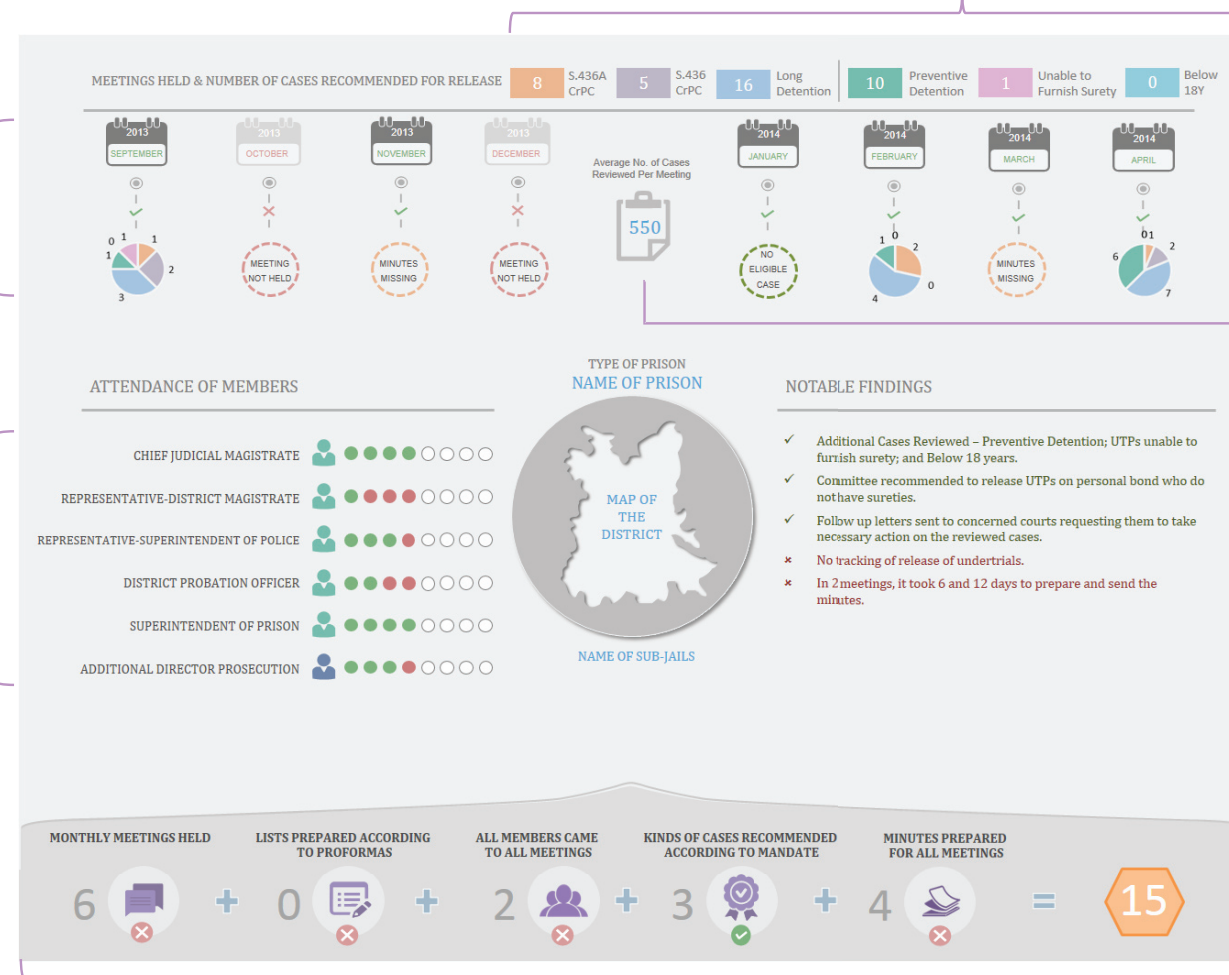 MEETINGS HELD & NUMBER OF CASES RECOMMENDED FOR RELEASE
8
S.436A
CrPC
5
S.436
CrPC
16
Long
Detention
10
Preventive
Detention
1
Unable to
Furnish Surety
0
Below
18Y
2013
SEPTEMBER
2013
OCTOBER
2013
NOVEMBER
2013
DECEMBER
Average No. of Cases
Reviewed Per Meeting
550
2014
JANUARY
2014
FEBRUARY
2014
MARCH
2014
APRIL
0
1
1
1
2
3
MEETING
NOT HELD
MINUTES
MISSING
MEETING
NOT HELD
NO
ELIGIBLE
CASE
1
0
2
4
0
MINUTES
MISSING
01
2
6
7
ATTENDANCE OF MEMBERS
CHIEF JUDICIAL MAGISTRATE
REPRESENTATIVE-DISTRICT MAGISTRATE
REPRESENTATIVE-SUPERINTENDENT OF POLICE
DISTRICT PROBATION OFFICER
SUPERINTENDENT OF PRISON
ADDITIONAL DIRECTOR PROSECUTION
TYPE OF PRISON
NAME OF PRISON
MAP OF
THE
DISTRICT
NAME OF SUB-JAILS
NOTABLE FINDINGS
Additional Cases Reviewed – Preventive Detention; UTPs unable to
furnish surety; and Below 18 years.
Committee recommended to release UTPs on personal bond who do
not have sureties.
Follow up letters sent to concerned courts requesting them to take
necessary action on the reviewed cases.
No tracking of release of undertrials.
In 2 meetings, it took 6 and 12 days to prepare and send the
minutes.
MONTHLY MEETINGS HELD
6
+
LISTS PREPARED ACCORDING
TO PROFORMAS
0
+
ALL MEMBERS CAME
TO ALL MEETINGS
2
+
KINDS OF CASES RECOMMENDED
ACCORDING TO MANDATE
3
+
MINUTES PREPARED
FOR ALL MEETINGS
4
=
15